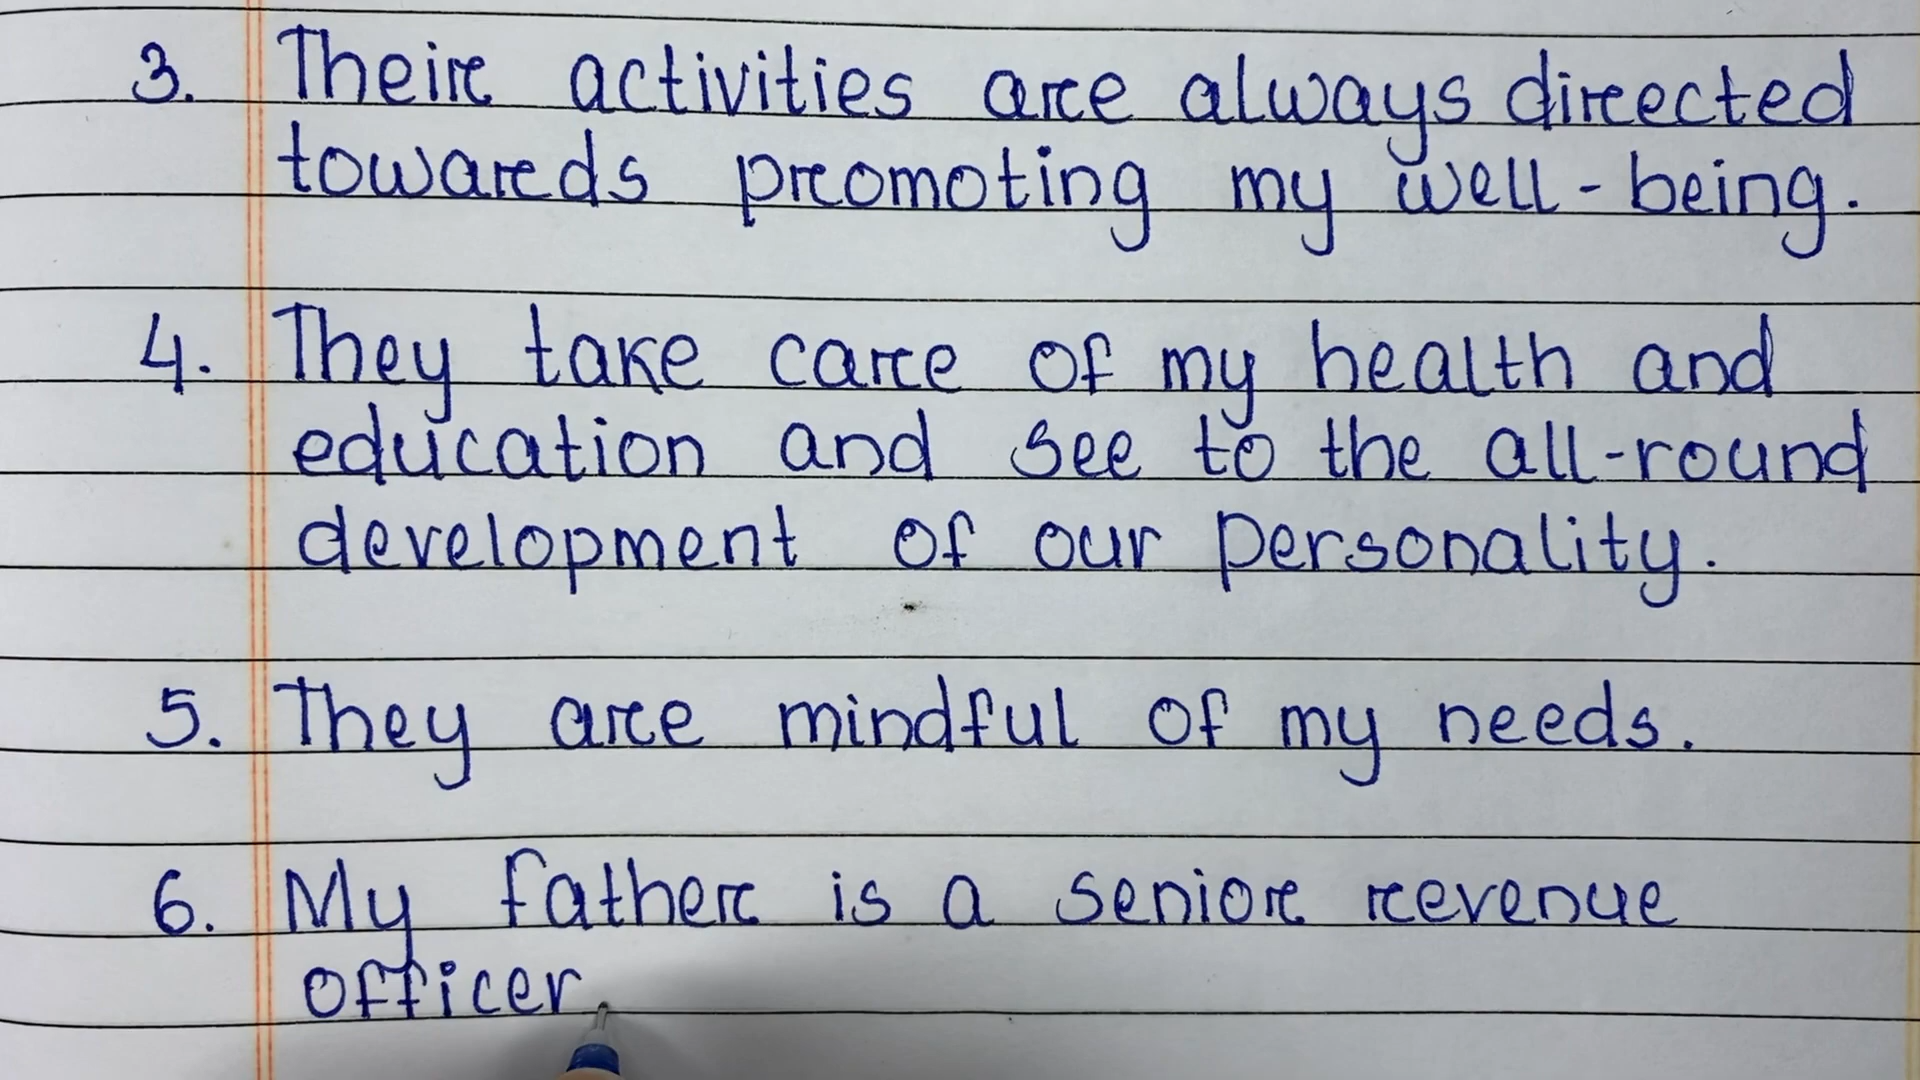 3. Their activities are always directed
towards promoting my well-being.
4. They take care of my health and
education and see to the all-round
development of our personality.
5. They are mindful of my needs.
6. My father is a senior revenue
officer.